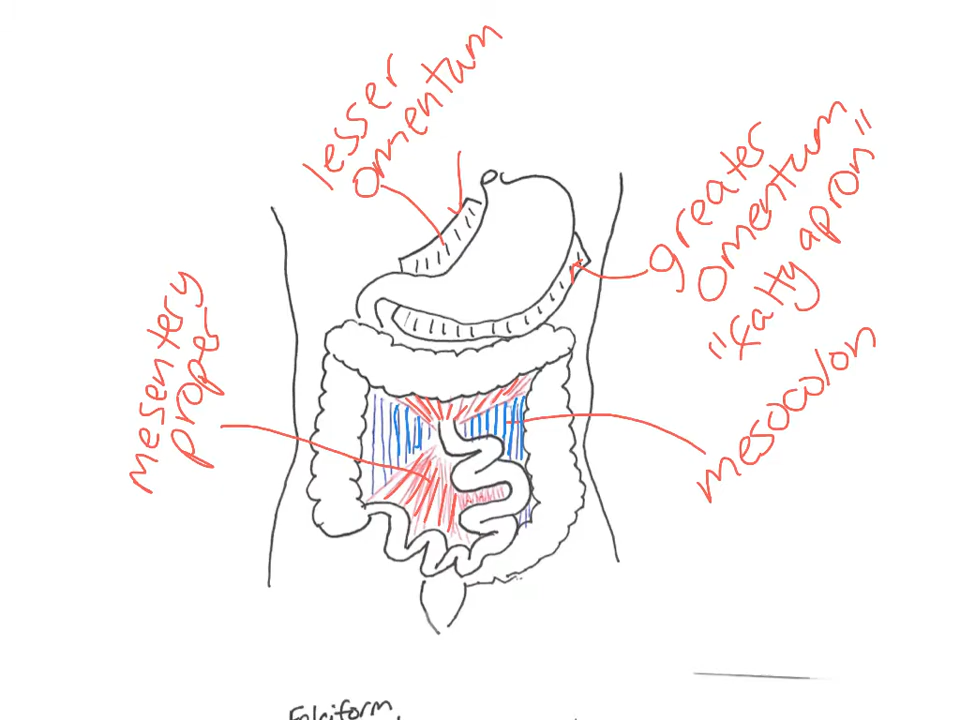 lesser
omentum
greater
omentum
"fatty apron"
mesentery
proper
mesocolon
Falciform